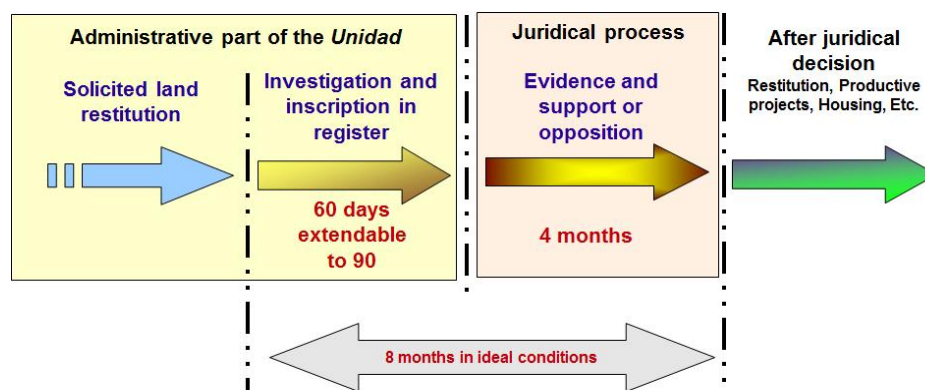 Administrative part of the Unidad
Solicited land
restitution
Investigation and
inscription in
register
60 days
extendable
to 90
Juridical process
Evidence and
support or
opposition
4 months
After juridical
decision
Restitution, Productive
projects, Housing, Etc.
8 months in ideal conditions